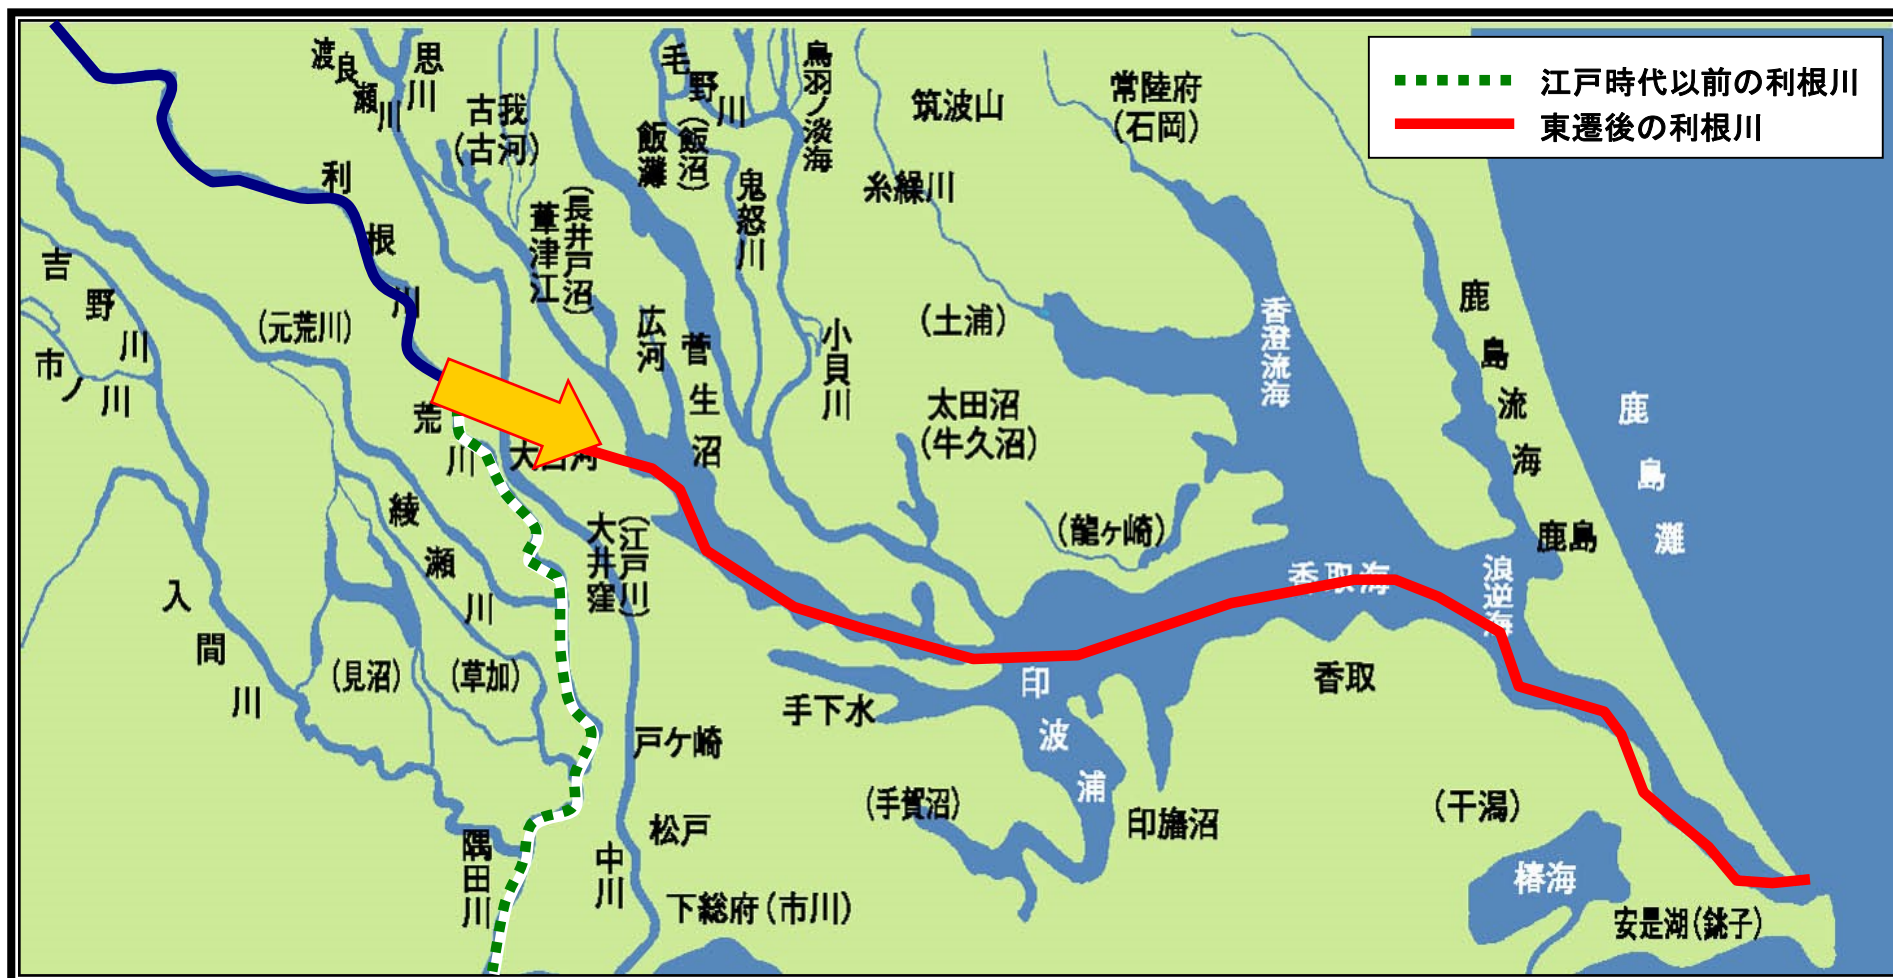 江戸時代以前の利根川
東遷後の利根川
渡良瀬川
思川
古我
(古河)
毛野川
飯灘
(飯沼)
鳥羽ノ淡海
筑波山
常陸府
(石岡)
糸繰川
鬼怒川
葦津江
(長井戸沼)
利根川
吉野川
市ノ川
(元荒川)
広河
菅生沼
小貝川
(土浦)
香澄流海
鹿島流海
鹿島灘
太田沼
(牛久沼)
荒川
綾瀬川
大井窪
(江戸川)
(龍ヶ崎)
鹿島
香取海
浪逆海
入間川
(見沼)
(草加)
手下水
印波浦
香取
戸ケ崎
(手賀沼)
印旛沼
(干潟)
松戸
隅田川
中川
下総府(市川)
椿海
安是湖(銚子)